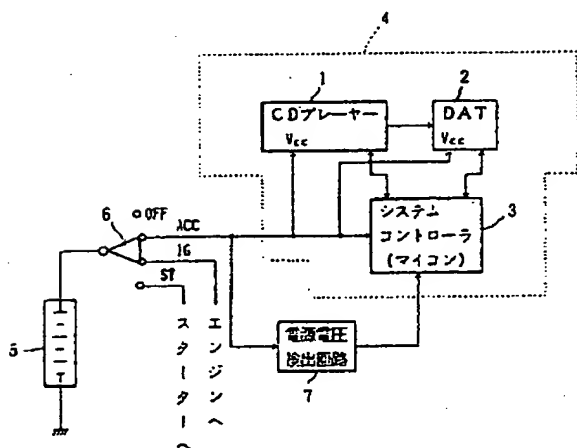 4
1
2
CDプレーヤー
Vcc
DAT
Vcc
6
OFF
ACC
IG
ST
システム
コントローラ
(マイコン)
3
5
スターター
エンジンへ
電源電圧
検出回路
7